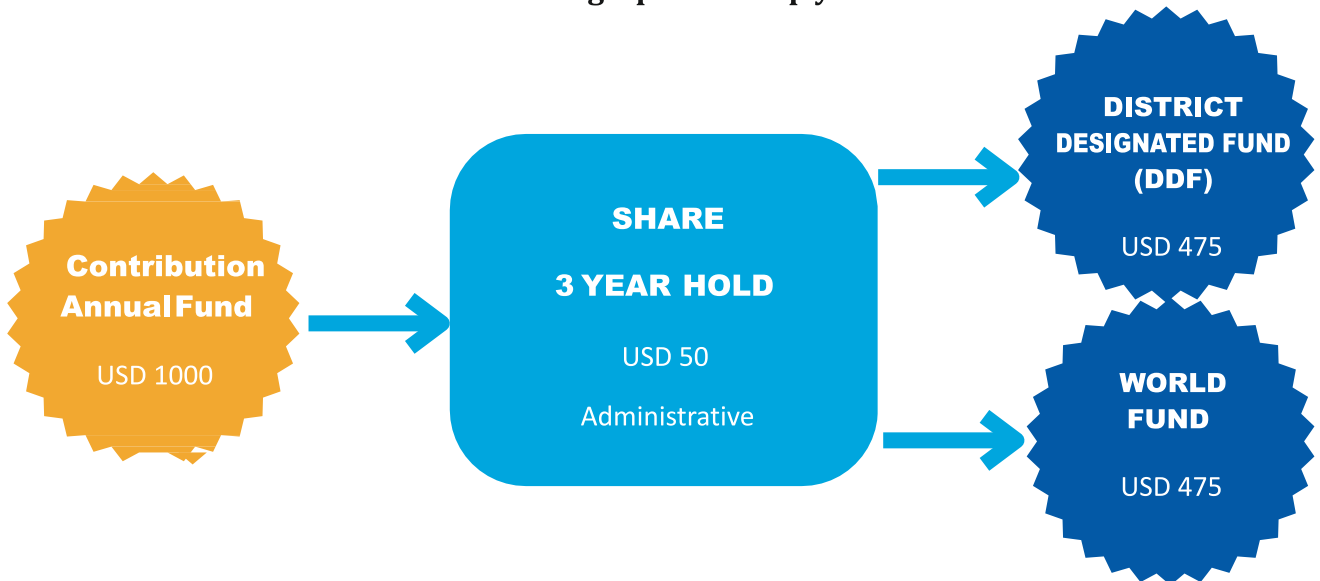 Contribution
Annual Fund
USD 1000
SHARE
3 YEAR HOLD
USD 50
Administrative
DISTRICT
DESIGNATED FUND
(DDF)
USD 475
WORLD
FUND
USD 475